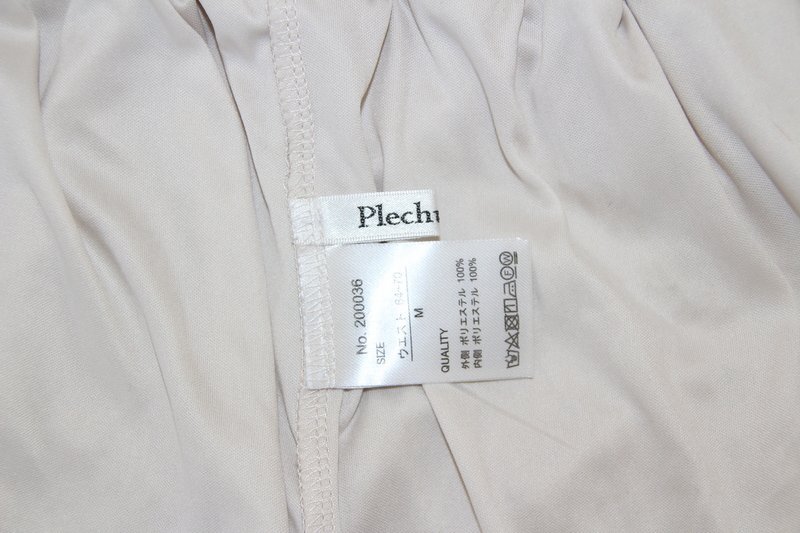 Plechu
No. 200036
SIZE
ウエスト 64~70
M
QUALITY
外側 ポリエステル 100%
内側 ポリエステル 100%